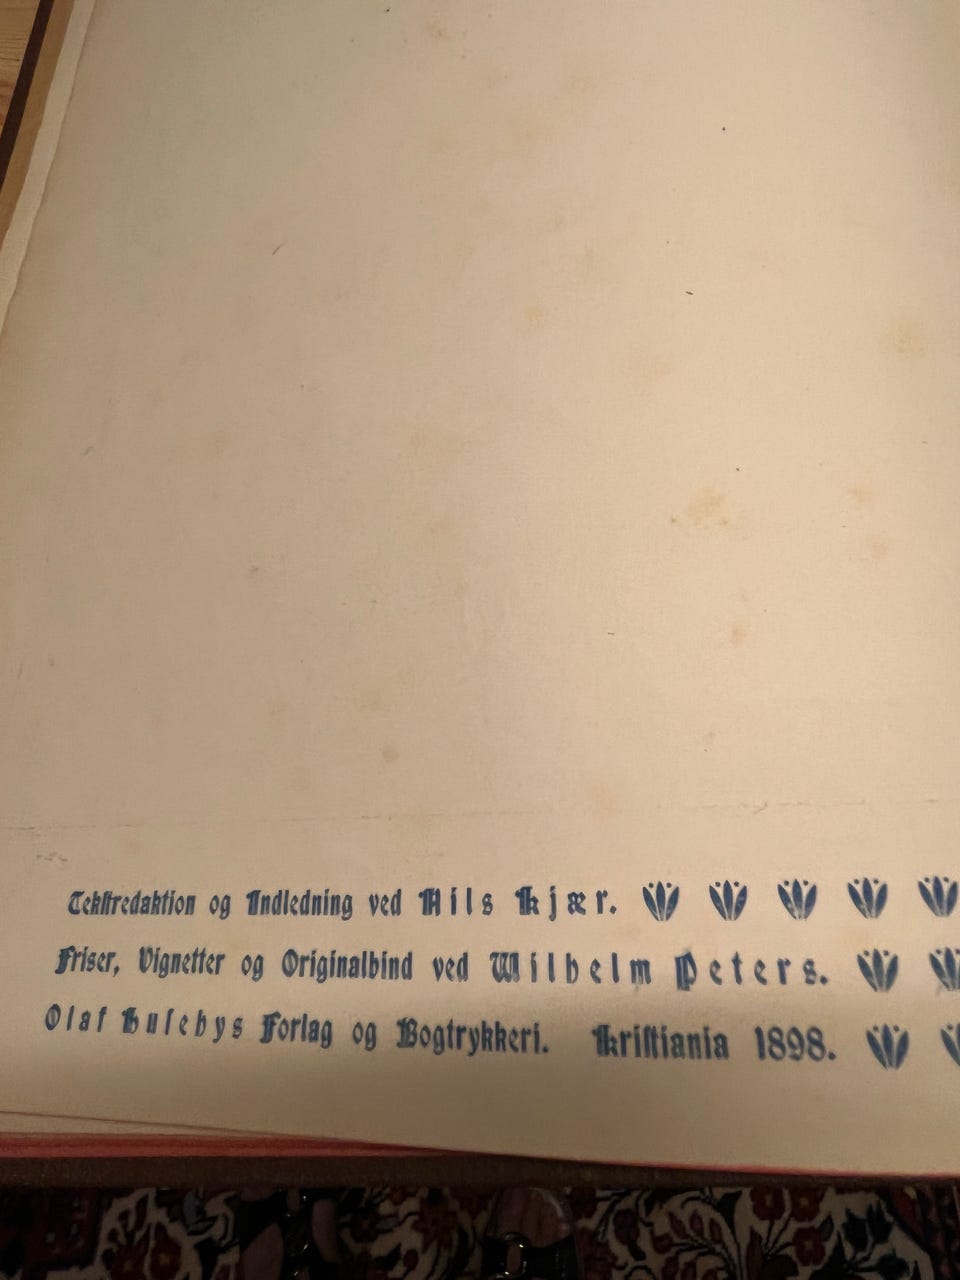 Tekstredaktion og Indledning ved Nils Kjær.
Friser, Vignetter og Originalbind ved Wilhelm Peters.
Olaf Husebys Forlag og Bogtrykkeri. Kristiania 1898.